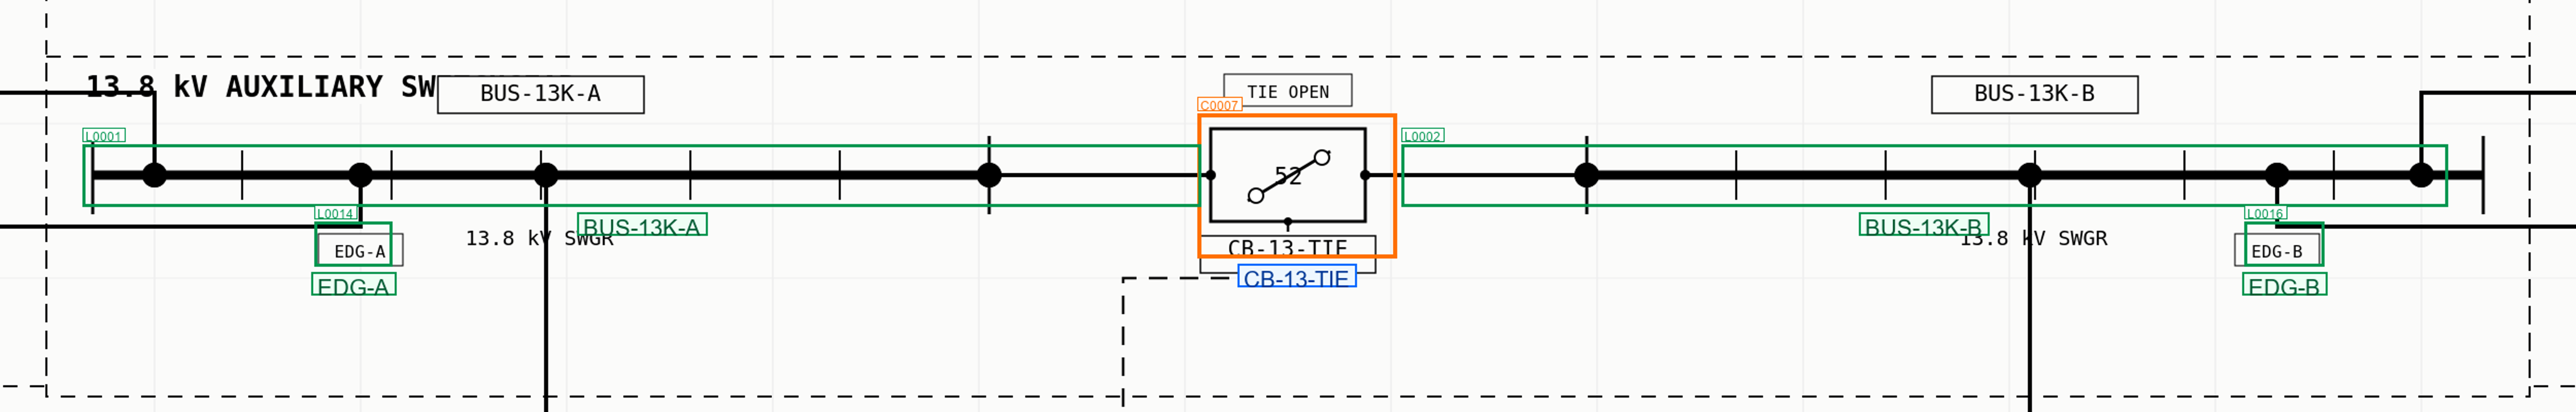 13.8 kV AUXILIARY SW
BUS-13K-A
TIE OPEN
BUS-13K-B
C0007
L0001
L0002
52
L0014
L0016
BUS-13K-A
BUS-13K-B
13.8 kV SWGR
13.8 kV SWGR
EDG-A
CB-13-TIE
EDG-B
EDG-A
CB-13-TIE
EDG-B